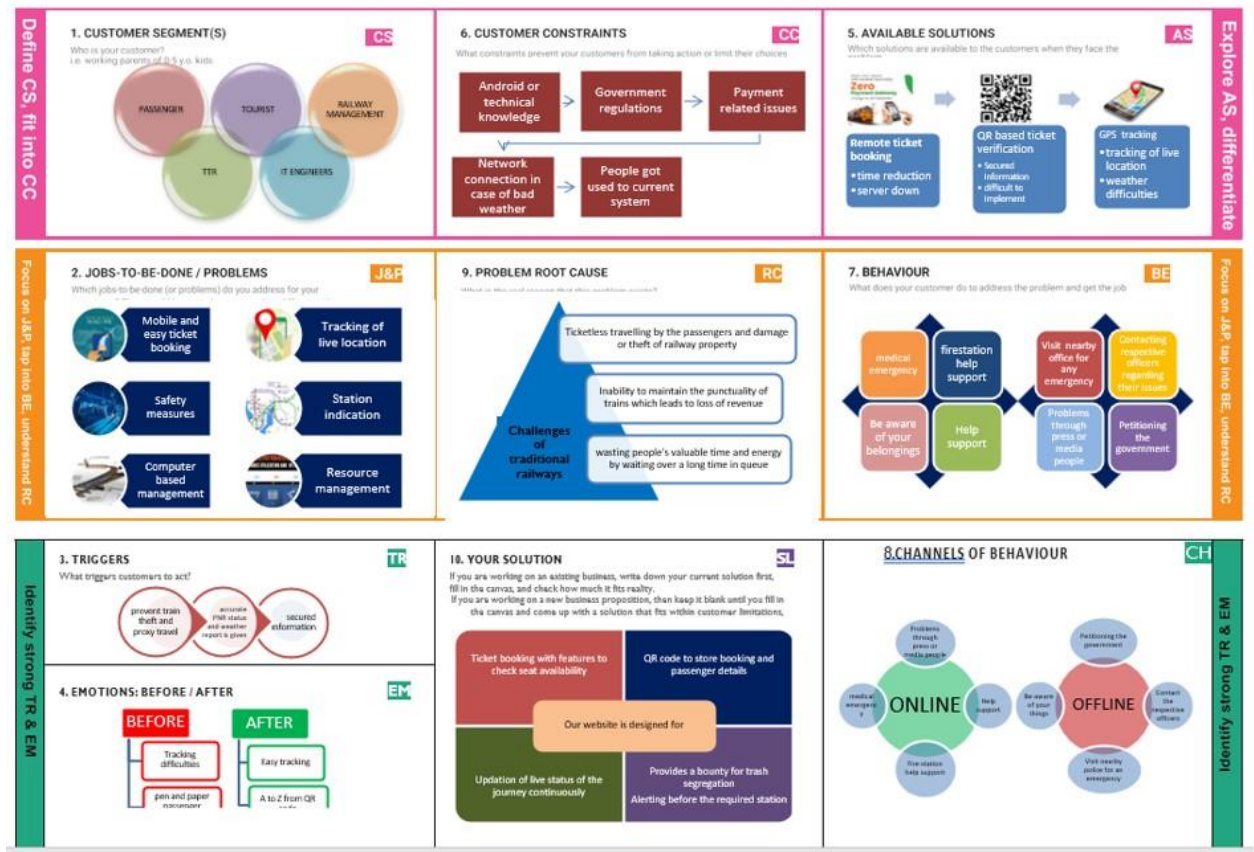 Define CS, fit into CC
1. CUSTOMER SEGMENT(S)
CS
Who is your customer?
i.e. working parents of 0-5 y.o. kids
PASSENGER
TOURIST
RAILWAY
MANAGEMENT
TTR
IT ENGINEERS
6. CUSTOMER CONSTRAINTS
CC
What constraints prevent your customers from taking action or limit their choices
Android or
technical
knowledge
Government
regulations
Payment
related issues
Network
connection in
case of bad
weather
People got
used to current
system
5. AVAILABLE SOLUTIONS
AS
Which solutions are available to the customers when they face the
Zero
Remote ticket
booking
•time reduction
•server down
QR based ticket
verification
• Secured
information
• difficult to
implement
GPS tracking
•tracking of live
location
•weather
difficulties
Explore AS, differentiate
Focus on J&P, tap into BE, understand RC
2. JOBS-TO-BE-DONE / PROBLEMS
J&P
Which jobs-to-be-done (or problems) do you address for your
Mobile and
easy ticket
booking
Tracking of
live location
Safety
measures
Station
indication
Computer
based
management
Resource
management
9. PROBLEM ROOT CAUSE
RC
Ticketless travelling by the passengers and damage
or theft of railway property
Inability to maintain the punctuality of
trains which leads to loss of revenue
wasting people's valuable time and energy
by waiting over a long time in queue
Challenges
of
traditional
railways
7. BEHAVIOUR
BE
What does your customer do to address the problem and get the job
medical
emergency
firestation
help
support
Be aware
of your
belongings
Help
support
Visit nearby
office for
any
emergency
Contacting
respective
officers
regarding
their issues
Problems
through
press or
media
people
Petitioning
the
government
Focus on J&P, tap into BE, understand RC
Identify strong TR & EM
3. TRIGGERS
TR
What triggers customers to act?
prevent train
theft and
proxy travel
accurate
PNR status
and weather
report is given
secured
information
4. EMOTIONS: BEFORE / AFTER
EM
BEFORE
AFTER
Tracking
difficulties
Easy tracking
pen and paper
passenger
A to Z from QR
10. YOUR SOLUTION
SL
If you are working on an existing business, write down your current solution first,
fill in the canvas, and check how much it fits reality.
If you are working on a new business proposition, then keep it blank until you fill in
the canvas and come up with a solution that fits within customer limitations,
Ticket booking with features to
check seat availability
QR code to store booking and
passenger details
Our website is designed for
Updation of live status of the
journey continuously
Provides a bounty for trash
segregation
Alerting before the required station
8.CHANNELS OF BEHAVIOUR
CH
Problems
through
press or
media people
medical
emergenc
y
ONLINE
Help
support
Fire station
help support
Petitioning the
government
Be aware
of your
things
OFFLINE
Contact
the
respective
officers
Visit nearby
police for an
emergency
Identify strong TR & EM